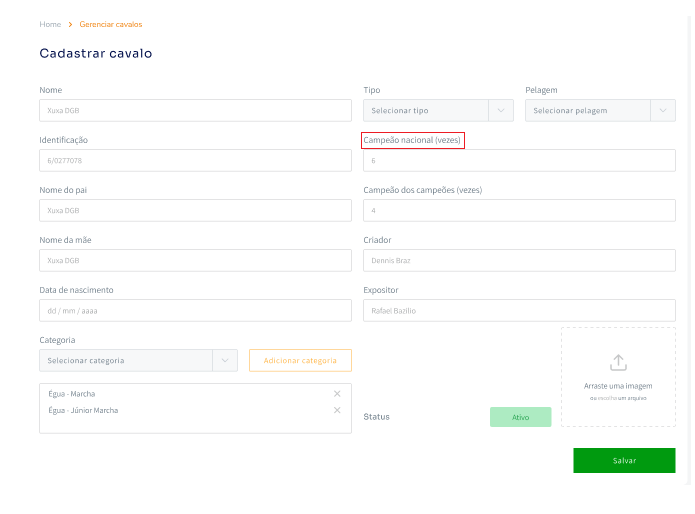 Home > Gerenciar cavalos
Cadastrar cavalo
Nome
Xuxa DGB
Tipo
Selecionar tipo
Pelagem
Selecionar pelagem
Identificação
6/0277078
Campeão nacional (vezes)
6
Nome do pai
Xuxa DGB
Campeão dos campeões (vezes)
4
Nome da mãe
Xuxa DGB
Criador
Dennis Braz
Data de nascimento
dd / mm / aaaa
Expositor
Rafael Bazílio
Categoria
Selecionar categoria
Adicionar categoria
Égua - Marcha
Égua - Júnior Marcha
Status
Ativo
Arraste uma imagem
ou escolha um arquivo
Salvar